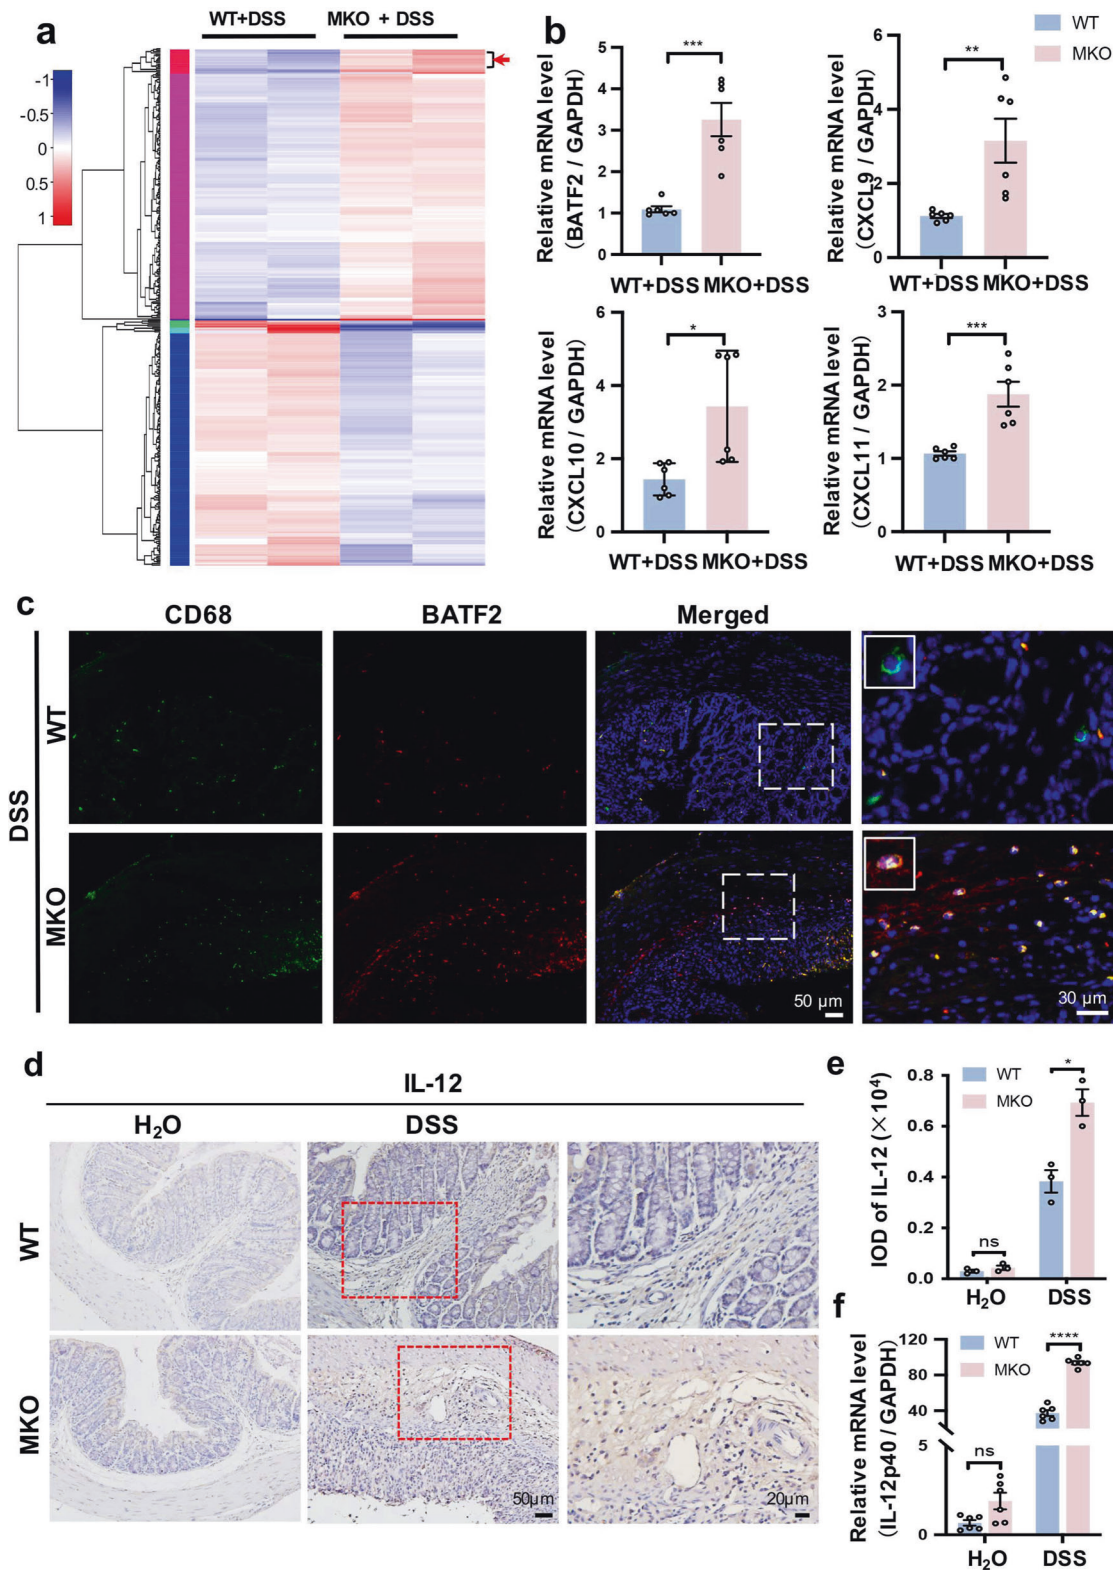 a
WT+DSS
MKO + DSS
-1
-0.5
0
0.5
1
b
WT
MKO
Relative mRNA level
(BATF2 / GAPDH)
5
4
3
2
1
0
***
WT+DSS MKO+DSS
Relative mRNA level
(CXCL9 / GAPDH)
6
4
2
0
**
WT+DSS MKO+DSS
Relative mRNA level
(CXCL10 / GAPDH)
6
4
2
0
*
WT+DSS MKO+DSS
Relative mRNA level
(CXCL11 / GAPDH)
3
2
1
0
***
WT+DSS MKO+DSS
c
CD68
BATF2
Merged
DSS
WT
MKO
50 µm
30 µm
d
IL-12
H₂O
DSS
WT
MKO
50µm
20µm
e
IOD of IL-12 (×10⁴)
0.8
0.6
0.4
0.2
0.0
WT
MKO
ns
*
H₂O
DSS
f
Relative mRNA level
(IL-12p40 / GAPDH)
120
80
40
5
0
WT
MKO
ns
****
H₂O
DSS